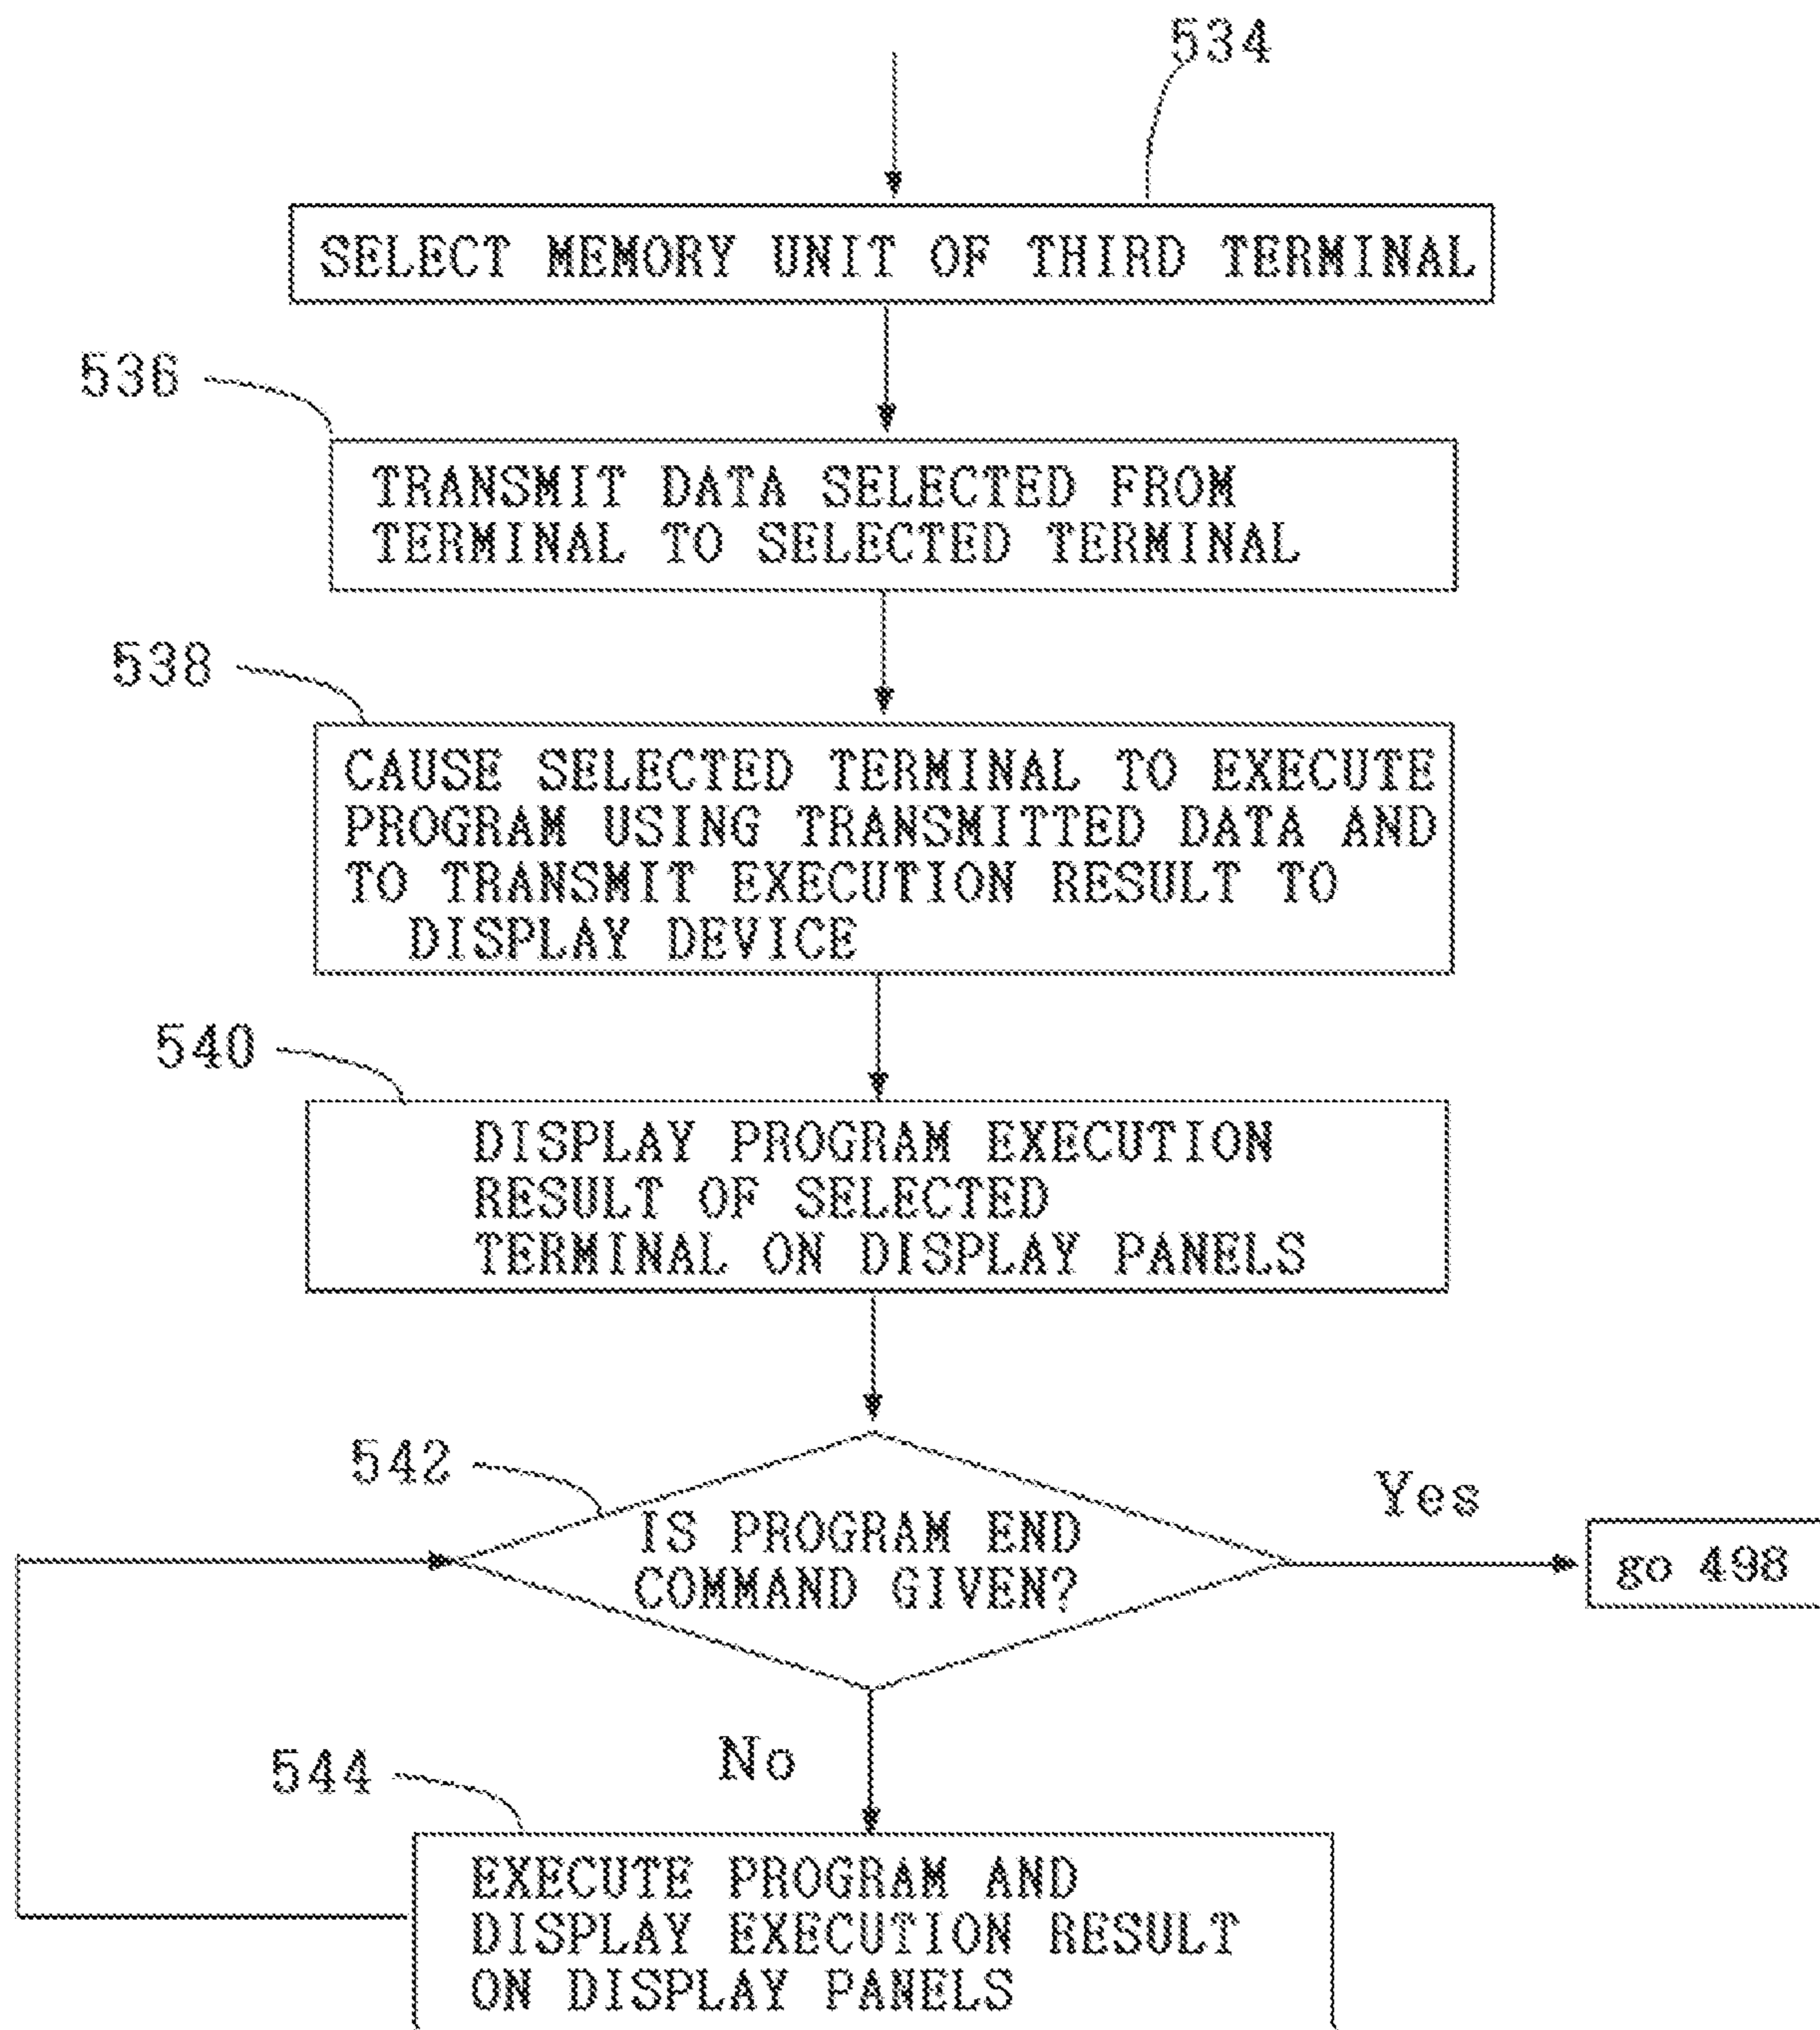 534
SELECT MEMORY UNIT OF THIRD TERMINAL
536
TRANSMIT DATA SELECTED FROM
TERMINAL TO SELECTED TERMINAL
538
CAUSE SELECTED TERMINAL TO EXECUTE
PROGRAM USING TRANSMITTED DATA AND
TO TRANSMIT EXECUTION RESULT TO
DISPLAY DEVICE
540
DISPLAY PROGRAM EXECUTION
RESULT OF SELECTED
TERMINAL ON DISPLAY PANELS
542
IS PROGRAM END
COMMAND GIVEN?
Yes
go 498
No
544
EXECUTE PROGRAM AND
DISPLAY EXECUTION RESULT
ON DISPLAY PANELS